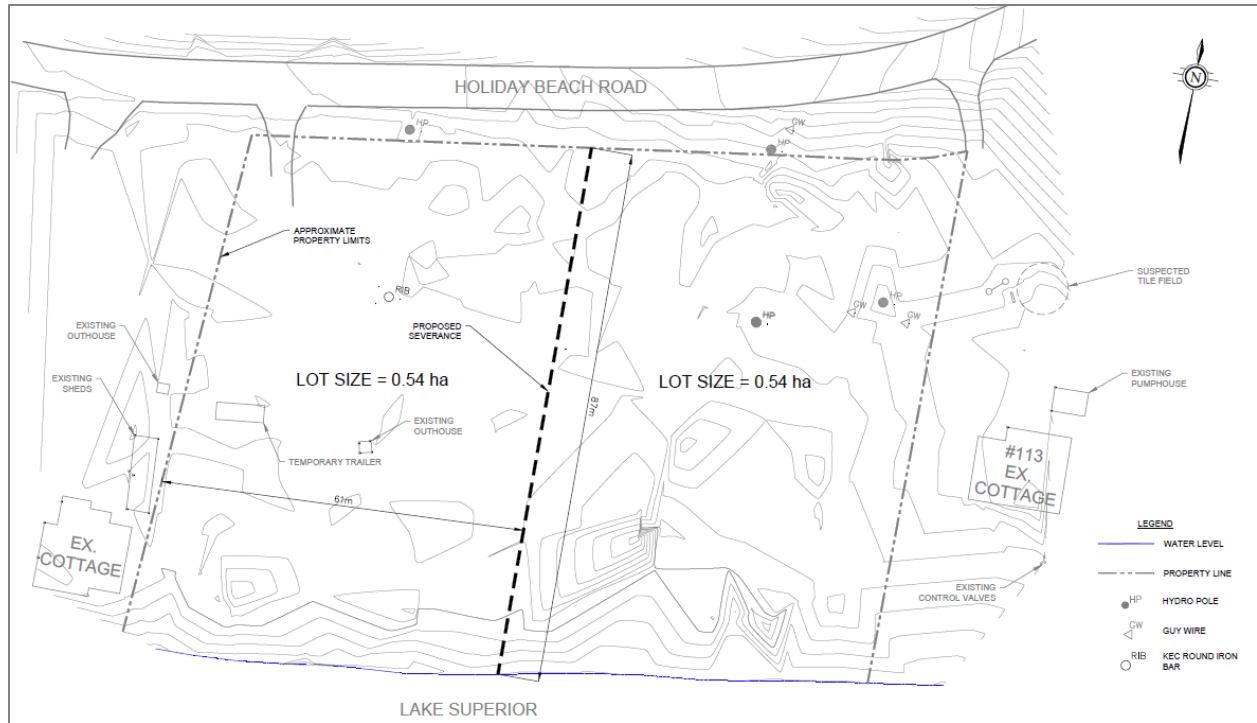 HOLIDAY BEACH ROAD
N
HP
GW
HP
APPROXIMATE
PROPERTY LIMITS
RIB
PROPOSED
SEVERANCE
HP
GW
HP
GW
SUSPECTED
TILE FIELD
EXISTING
OUTHOUSE
EXISTING
SHEDS
LOT SIZE = 0.54 ha
LOT SIZE = 0.54 ha
87m
EXISTING
PUMPHOUSE
EXISTING
OUTHOUSE
TEMPORARY TRAILER
61m
#113
EX.
COTTAGE
EX.
COTTAGE
EXISTING
CONTROL VALVES
LEGEND
WATER LEVEL
PROPERTY LINE
HP HYDRO POLE
GW GUY WIRE
RIB KEC ROUND IRON
BAR
LAKE SUPERIOR